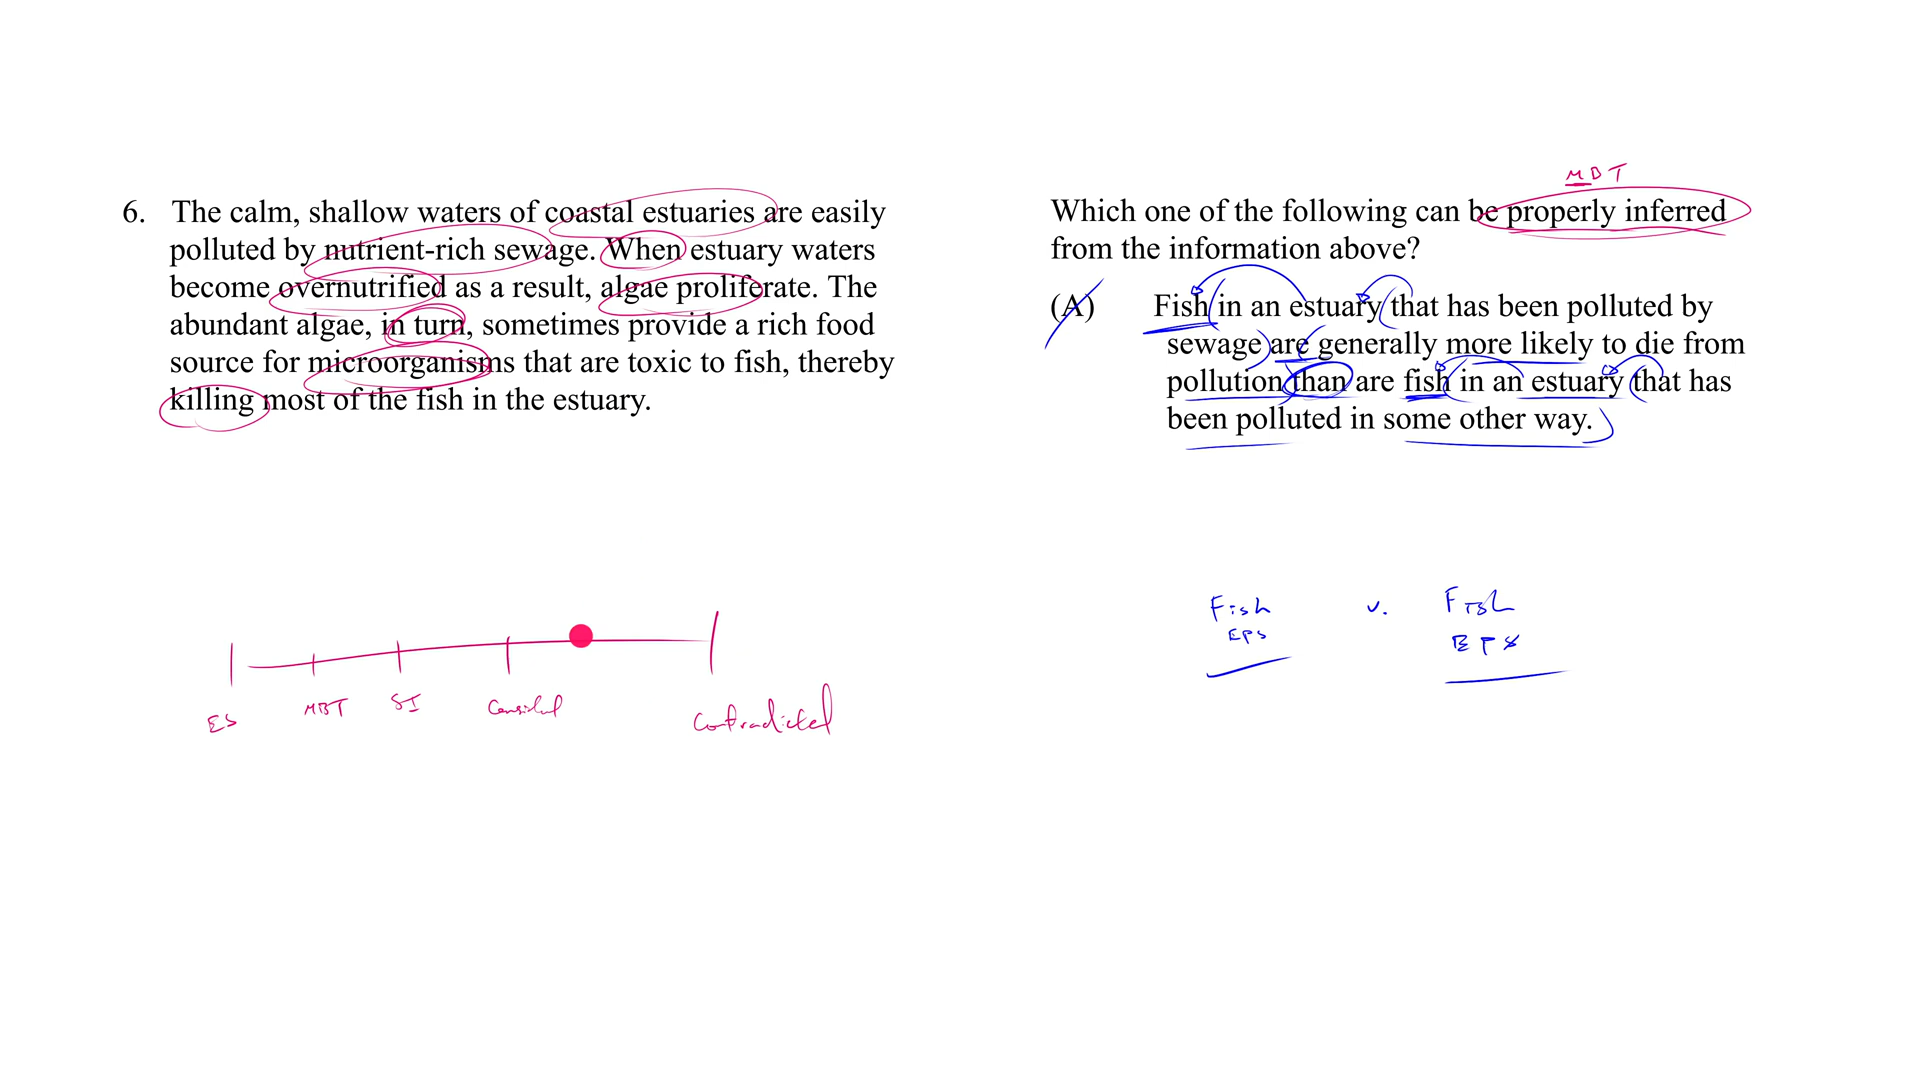 6. The calm, shallow waters of coastal estuaries are easily
polluted by nutrient-rich sewage. When estuary waters
become overnutrified as a result, algae proliferate. The
abundant algae, in turn, sometimes provide a rich food
source for microorganisms that are toxic to fish, thereby
killing most of the fish in the estuary.
ES
MBT
SI
Contradicted
MBT
Which one of the following can be properly inferred
from the information above?
(A) Fish in an estuary that has been polluted by
sewage are generally more likely to die from
pollution than are fish in an estuary that has
been polluted in some other way.
Fish v. Fish
EPS